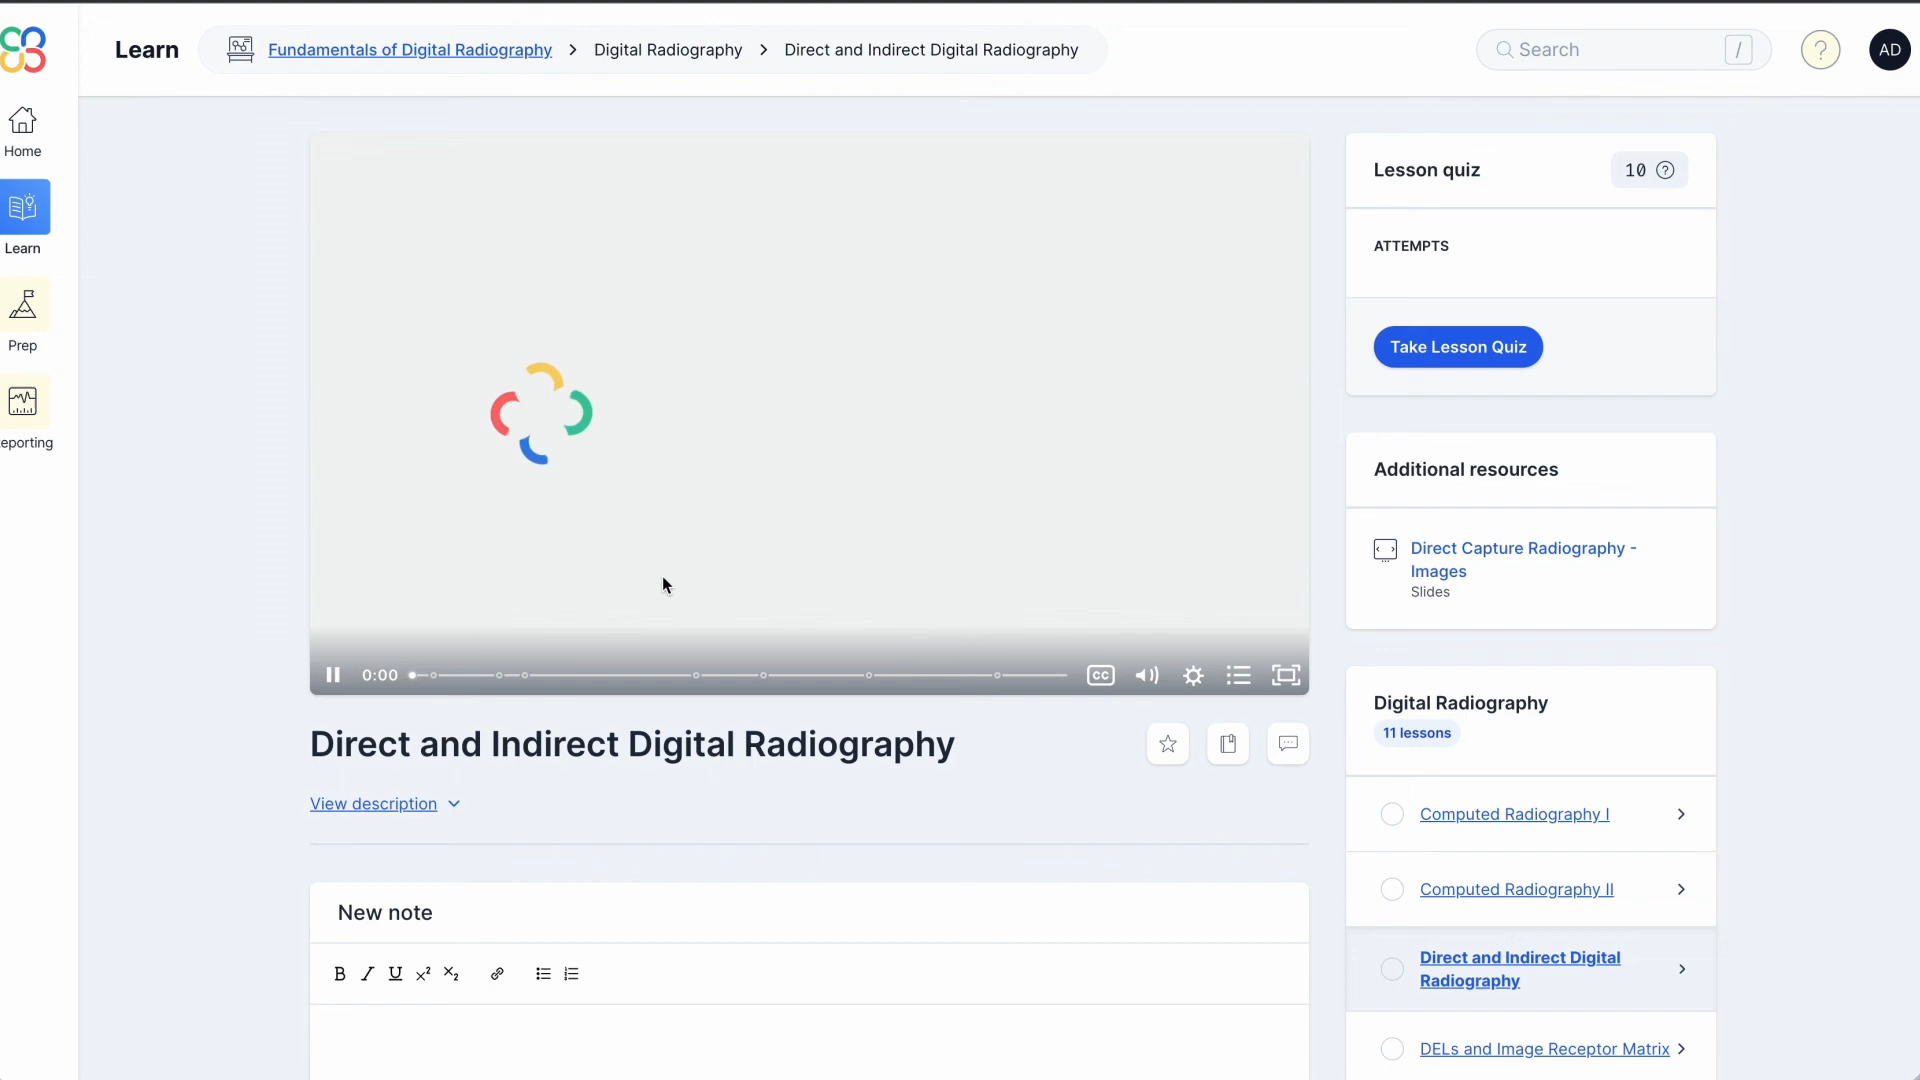 Learn
Fundamentals of Digital Radiography > Digital Radiography > Direct and Indirect Digital Radiography
Search /
?
AD
Home
Learn
Prep
eporting
0:00
CC
Direct and Indirect Digital Radiography
View description
New note
B I U x² x₂
Lesson quiz
10 ?
ATTEMPTS
Take Lesson Quiz
Additional resources
Direct Capture Radiography -
Images
Slides
Digital Radiography
11 lessons
Computed Radiography I
Computed Radiography II
Direct and Indirect Digital
Radiography
DELs and Image Receptor Matrix